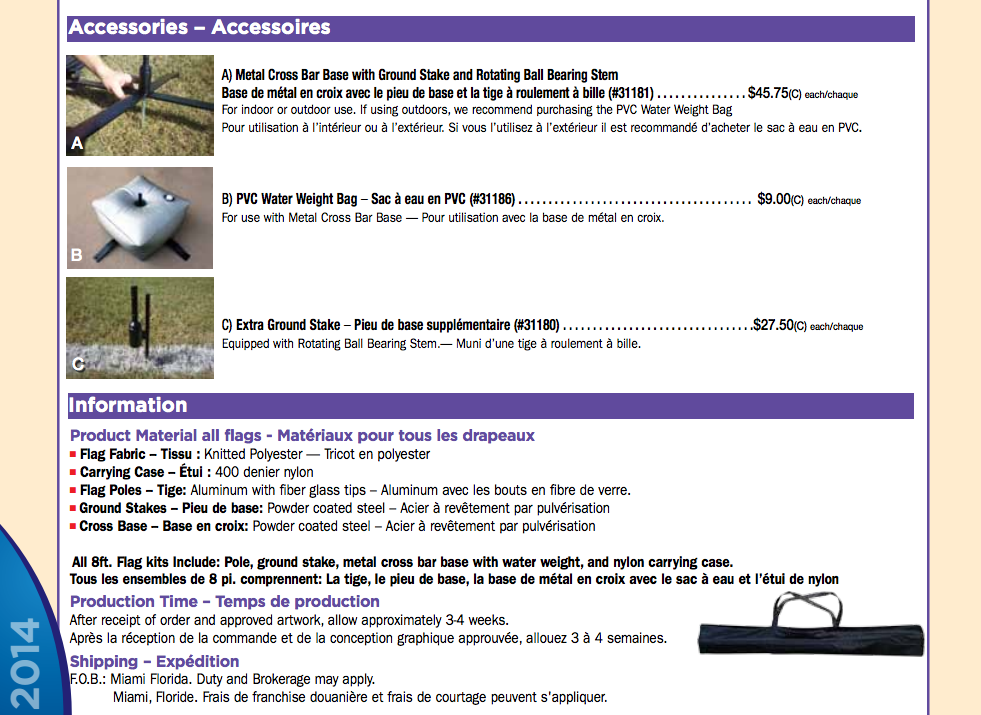 Accessories – Accessoires
A) Metal Cross Bar Base with Ground Stake and Rotating Ball Bearing Stem
Base de métal en croix avec le pieu de base et la tige à roulement à bille (#31181) ............... $45.75(C) each/chaque
For indoor or outdoor use. If using outdoors, we recommend purchasing the PVC Water Weight Bag
Pour utilisation à l'intérieur ou à l'extérieur. Si vous l'utilisez à l'extérieur il est recommandé d'acheter le sac à eau en PVC.
A
B) PVC Water Weight Bag – Sac à eau en PVC (#31186) ....................................... $9.00(C) each/chaque
For use with Metal Cross Bar Base — Pour utilisation avec la base de métal en croix.
B
C) Extra Ground Stake – Pieu de base supplémentaire (#31180) ................................ $27.50(C) each/chaque
Equipped with Rotating Ball Bearing Stem.— Muni d'une tige à roulement à bille.
C
Information
Product Material all flags - Matériaux pour tous les drapeaux
Flag Fabric – Tissu : Knitted Polyester — Tricot en polyester
Carrying Case – Étui : 400 denier nylon
Flag Poles – Tige: Aluminum with fiber glass tips – Aluminum avec les bouts en fibre de verre.
Ground Stakes – Pieu de base: Powder coated steel – Acier à revêtement par pulvérisation
Cross Base – Base en croix: Powder coated steel – Acier à revêtement par pulvérisation
All 8ft. Flag kits Include: Pole, ground stake, metal cross bar base with water weight, and nylon carrying case.
Tous les ensembles de 8 pi. comprennent: La tige, le pieu de base, la base de métal en croix avec le sac à eau et l'étui de nylon
Production Time – Temps de production
After receipt of order and approved artwork, allow approximately 3-4 weeks.
Après la réception de la commande et de la conception graphique approuvée, allouez 3 à 4 semaines.
Shipping – Expédition
F.O.B.: Miami Florida. Duty and Brokerage may apply.
Miami, Floride. Frais de franchise douanière et frais de courtage peuvent s'appliquer.
2014